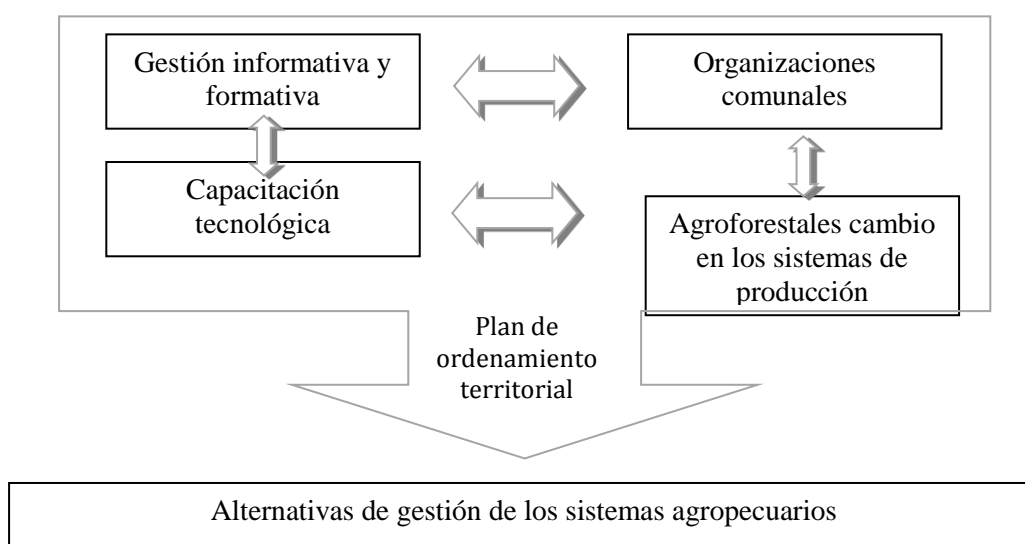 Gestión informativa y
formativa
Organizaciones
comunales
Capacitación
tecnológica
Agroforestales cambio
en los sistemas de
producción
Plan de
ordenamiento
territorial
Alternativas de gestión de los sistemas agropecuarios